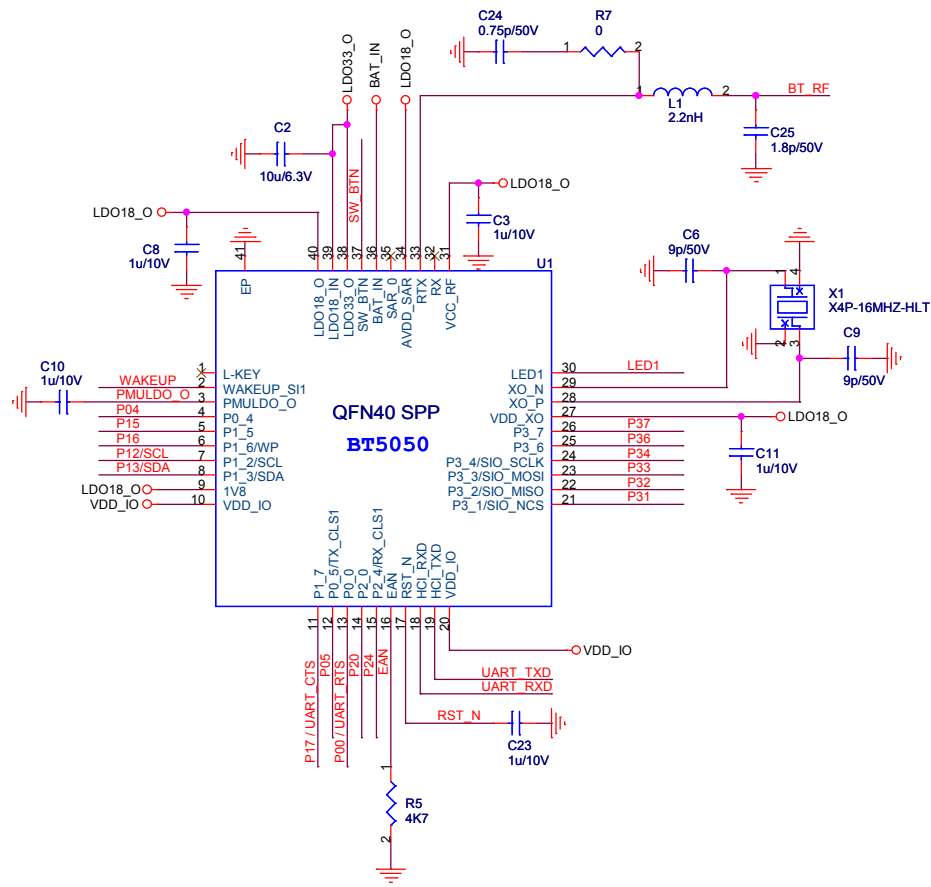 C24
0.75p/50V
R7
0
1
2
LDO33_O
BAT_IN
LDO18_O
1
2
L1
2.2nH
BT_RF
C25
1.8p/50V
C2
10u/6.3V
SW_BTN
LDO18_O
C3
1u/10V
LDO18_O
C8
1u/10V
C6
9p/50V
1
4
X1
X4P-16MHZ-HLT
2
3
C9
9p/50V
U1
41
40
39
38
37
36
35
34
33
32
31
EP
LDO18_O
LDO18_IN
LDO33_O
SW_BTN
BAT_IN
SAR_0
AVDD_SAR
RTX
RX
VCC_RF
C10
1u/10V
WAKEUP
PMULDO_O
P04
P15
P16
P12/SCL
P13/SDA
LDO18_O
VDD_IO
1
2
3
4
5
6
7
8
9
10
L-KEY
WAKEUP_SI1
PMULDO_O
P0_4
P1_5
P1_6/WP
P1_2/SCL
P1_3/SDA
1V8
VDD_IO
QFN40 SPP
BT5050
LED1
XO_N
XO_P
VDD_XO
P3_7
P3_6
P3_4/SIO_SCLK
P3_3/SIO_MOSI
P3_2/SIO_MISO
P3_1/SIO_NCS
30
29
28
27
26
25
24
23
22
21
LED1
LDO18_O
P37
P36
P34
P33
P32
P31
C11
1u/10V
P1_7
P0_5/TX_CLS1
P0_0
P2_0
P2_4/RX_CLS1
EAN
RST_N
HCI_RXD
HCI_TXD
VDD_IO
11
12
13
14
15
16
17
18
19
20
P17 / UART_CTS
P05
P00 / UART_RTS
P20
P24
EAN
VDD_IO
UART_TXD
UART_RXD
RST_N
C23
1u/10V
1
R5
4K7
2